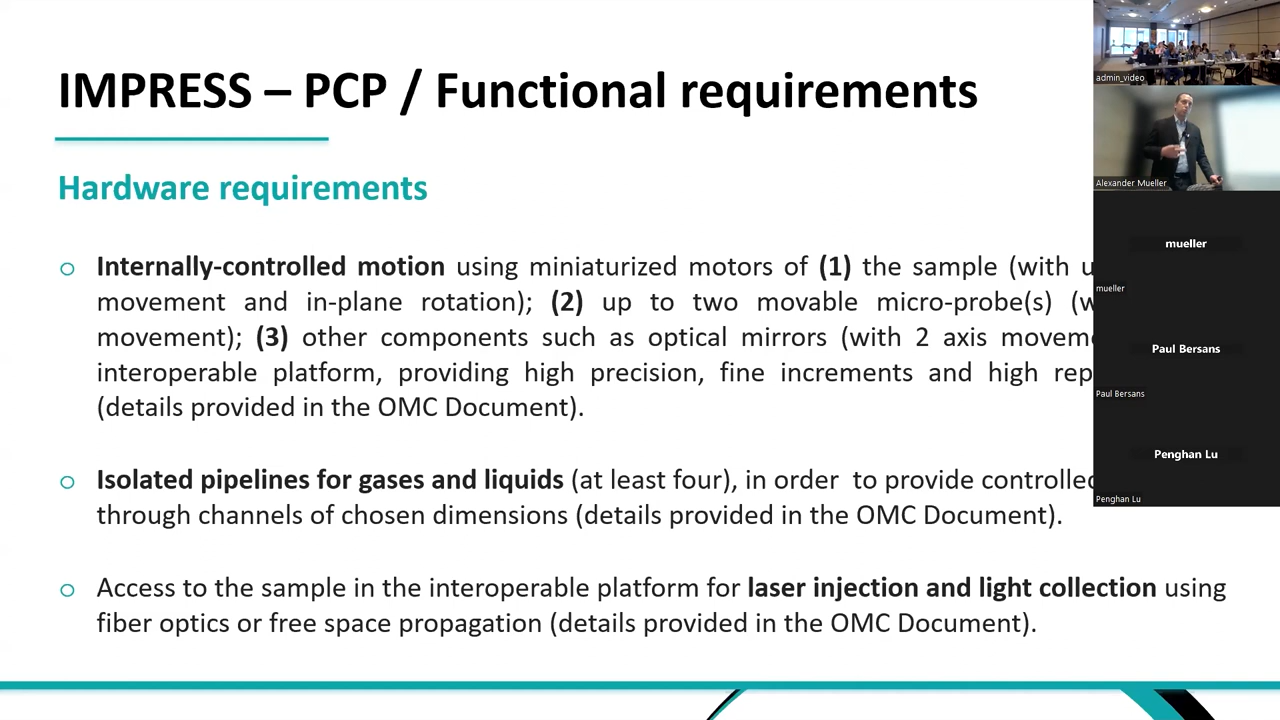 IMPRESS – PCP / Functional requirements
Hardware requirements
Internally-controlled motion using miniaturized motors of (1) the sample (with
movement and in-plane rotation); (2) up to two movable micro-probe(s)
movement); (3) other components such as optical mirrors (with 2 axis
interoperable platform, providing high precision, fine increments and high
(details provided in the OMC Document).
Isolated pipelines for gases and liquids (at least four), in order to provide controlled
through channels of chosen dimensions (details provided in the OMC Document).
Access to the sample in the interoperable platform for laser injection and light collection using
fiber optics or free space propagation (details provided in the OMC Document).
admin_video
Alexander Mueller
mueller
mueller
Paul Bersans
Paul Bersans
Penghan Lu
Penghan Lu